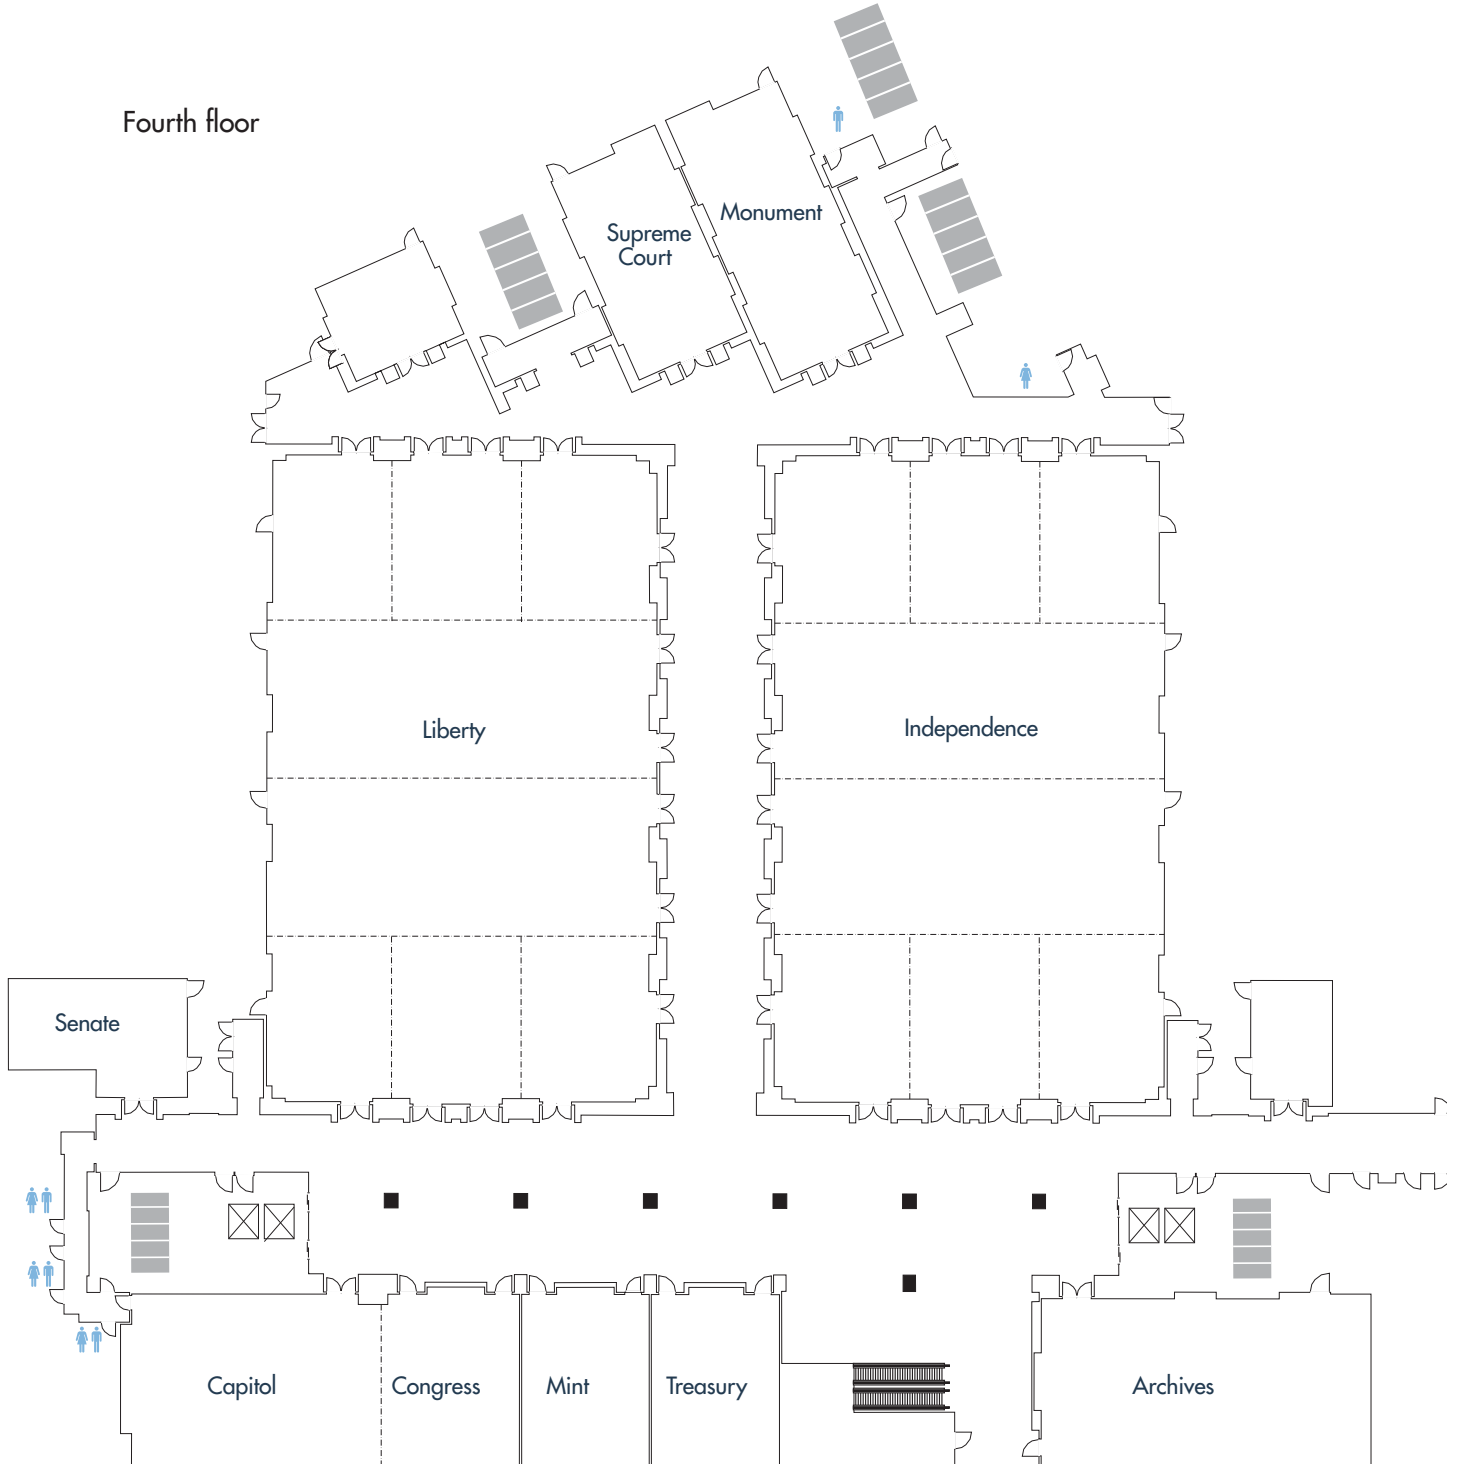 Fourth floor
Monument
Supreme
Court
Liberty
Independence
Senate
Capitol
Congress
Mint
Treasury
Archives